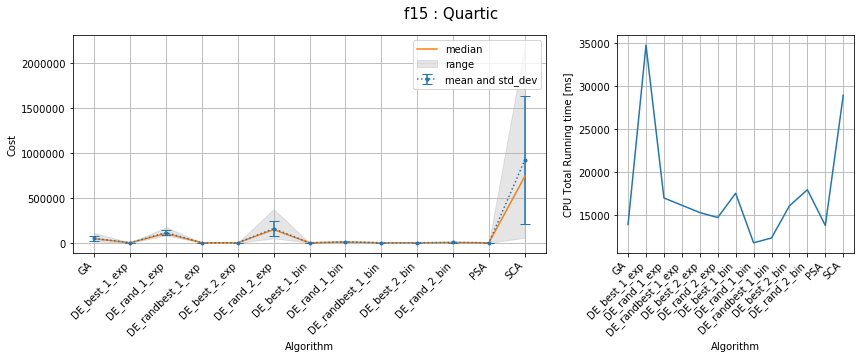 f15 : Quartic
median
range
mean and std_dev
2000000
1500000
1000000
500000
0
Cost
GA
DE_best_1_exp
DE_rand_1_exp
DE_randbest_1_exp
DE_best_2_exp
DE_rand_2_exp
DE_best_1_bin
DE_rand_1_bin
DE_randbest_1_bin
DE_best_2_bin
DE_rand_2_bin
PSA
SCA
Algorithm
35000
30000
25000
20000
15000
CPU Total Running time [ms]
GA
DE_best_1_exp
DE_rand_1_exp
DE_randbest_1_exp
DE_best_2_exp
DE_rand_2_exp
DE_best_1_bin
DE_rand_1_bin
DE_randbest_1_bin
DE_best_2_bin
DE_rand_2_bin
PSA
SCA
Algorithm